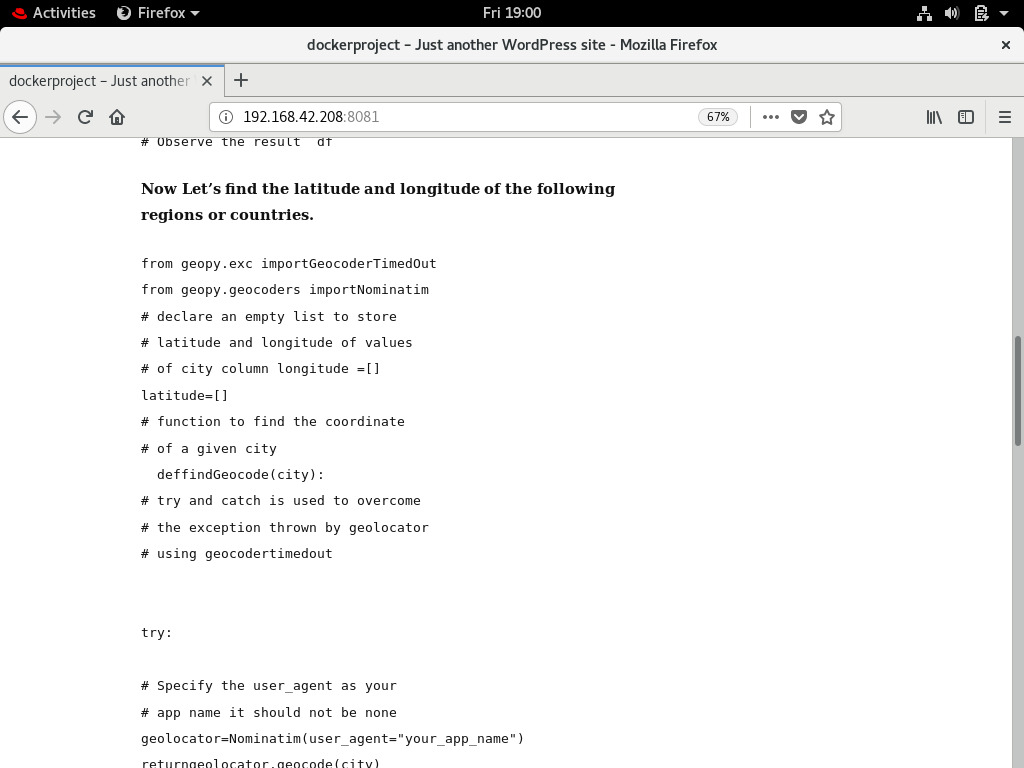 Activities Firefox Fri 19:00
dockerproject – Just another WordPress site - Mozilla Firefox
dockerproject – Just another
192.168.42.208:8081 67%
# Observe the result  df
Now Let’s find the latitude and longitude of the following
regions or countries.
from geopy.exc importGeocoderTimedOut
from geopy.geocoders importNominatim
# declare an empty list to store
# latitude and longitude of values
# of city column longitude =[]
latitude=[]
# function to find the coordinate
# of a given city
  deffindGeocode(city):
# try and catch is used to overcome
# the exception thrown by geolocator
# using geocodertimedout
try:
# Specify the user_agent as your
# app name it should not be none
geolocator=Nominatim(user_agent="your_app_name")
returngeolocator.geocode(city)